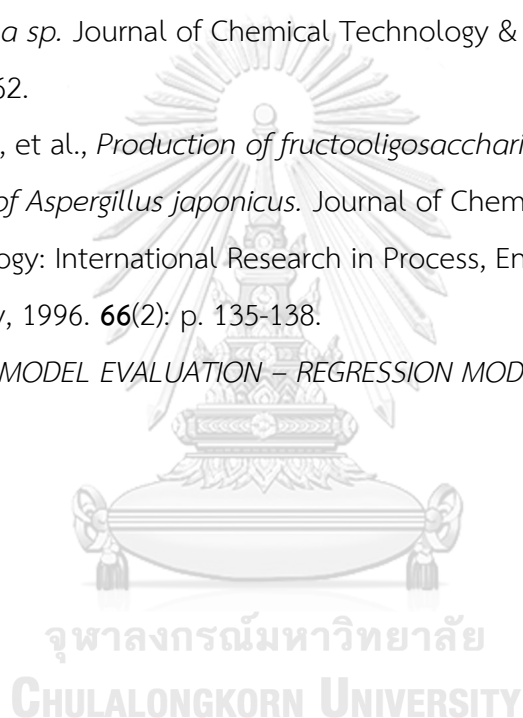 a sp. Journal of Chemical Technology &
62.
, et al., Production of fructooligosacchari
of Aspergillus japonicus. Journal of Chem
ogy: International Research in Process, En
y, 1996. 66(2): p. 135-138.
MODEL EVALUATION – REGRESSION MOD
จุฬาลงกรณ์มหาวิทยาลัย
CHULALONGKORN UNIVERSITY